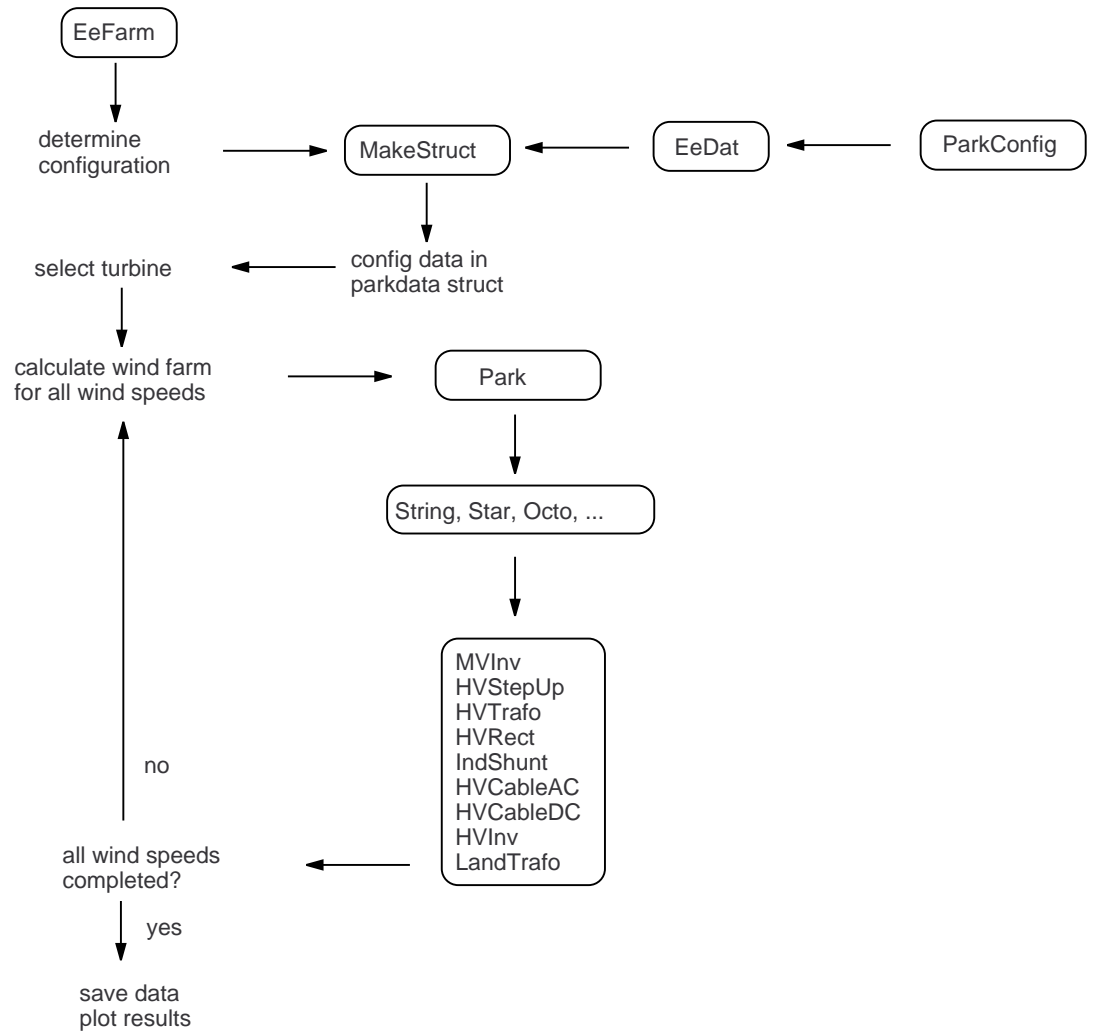 EeFarm
determine
configuration
MakeStruct
EeDat
ParkConfig
select turbine
config data in
parkdata struct
calculate wind farm
for all wind speeds
Park
String, Star, Octo, ...
MVInv
HVStepUp
HVTrafo
HVRect
IndShunt
HVCableAC
HVCableDC
HVInv
LandTrafo
no
all wind speeds
completed?
yes
save data
plot results